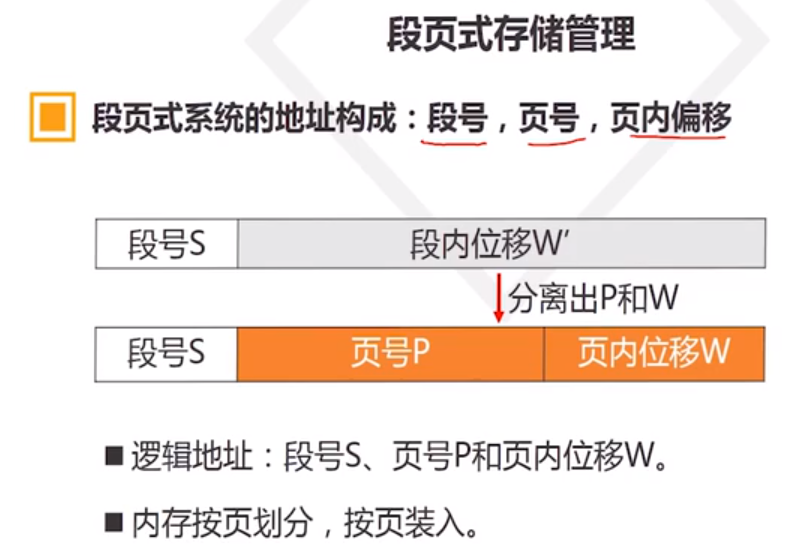 段页式存储管理
段页式系统的地址构成：段号，页号，页内偏移
段号S 段内位移W′
分离出P和W
段号S 页号P 页内位移W
■ 逻辑地址：段号S、页号P和页内位移W。
■ 内存按页划分，按页装入。